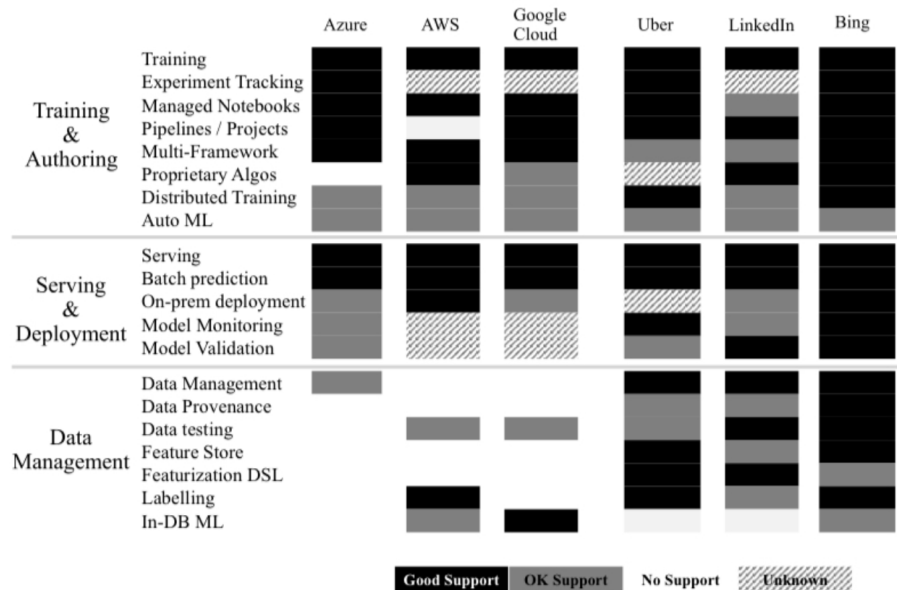 Azure AWS Google Cloud Uber LinkedIn Bing
Training & Authoring
Training
Experiment Tracking
Managed Notebooks
Pipelines / Projects
Multi-Framework
Proprietary Algos
Distributed Training
Auto ML
Serving & Deployment
Serving
Batch prediction
On-prem deployment
Model Monitoring
Model Validation
Data Management
Data Management
Data Provenance
Data testing
Feature Store
Featurization DSL
Labelling
In-DB ML
Good Support OK Support No Support Unknown